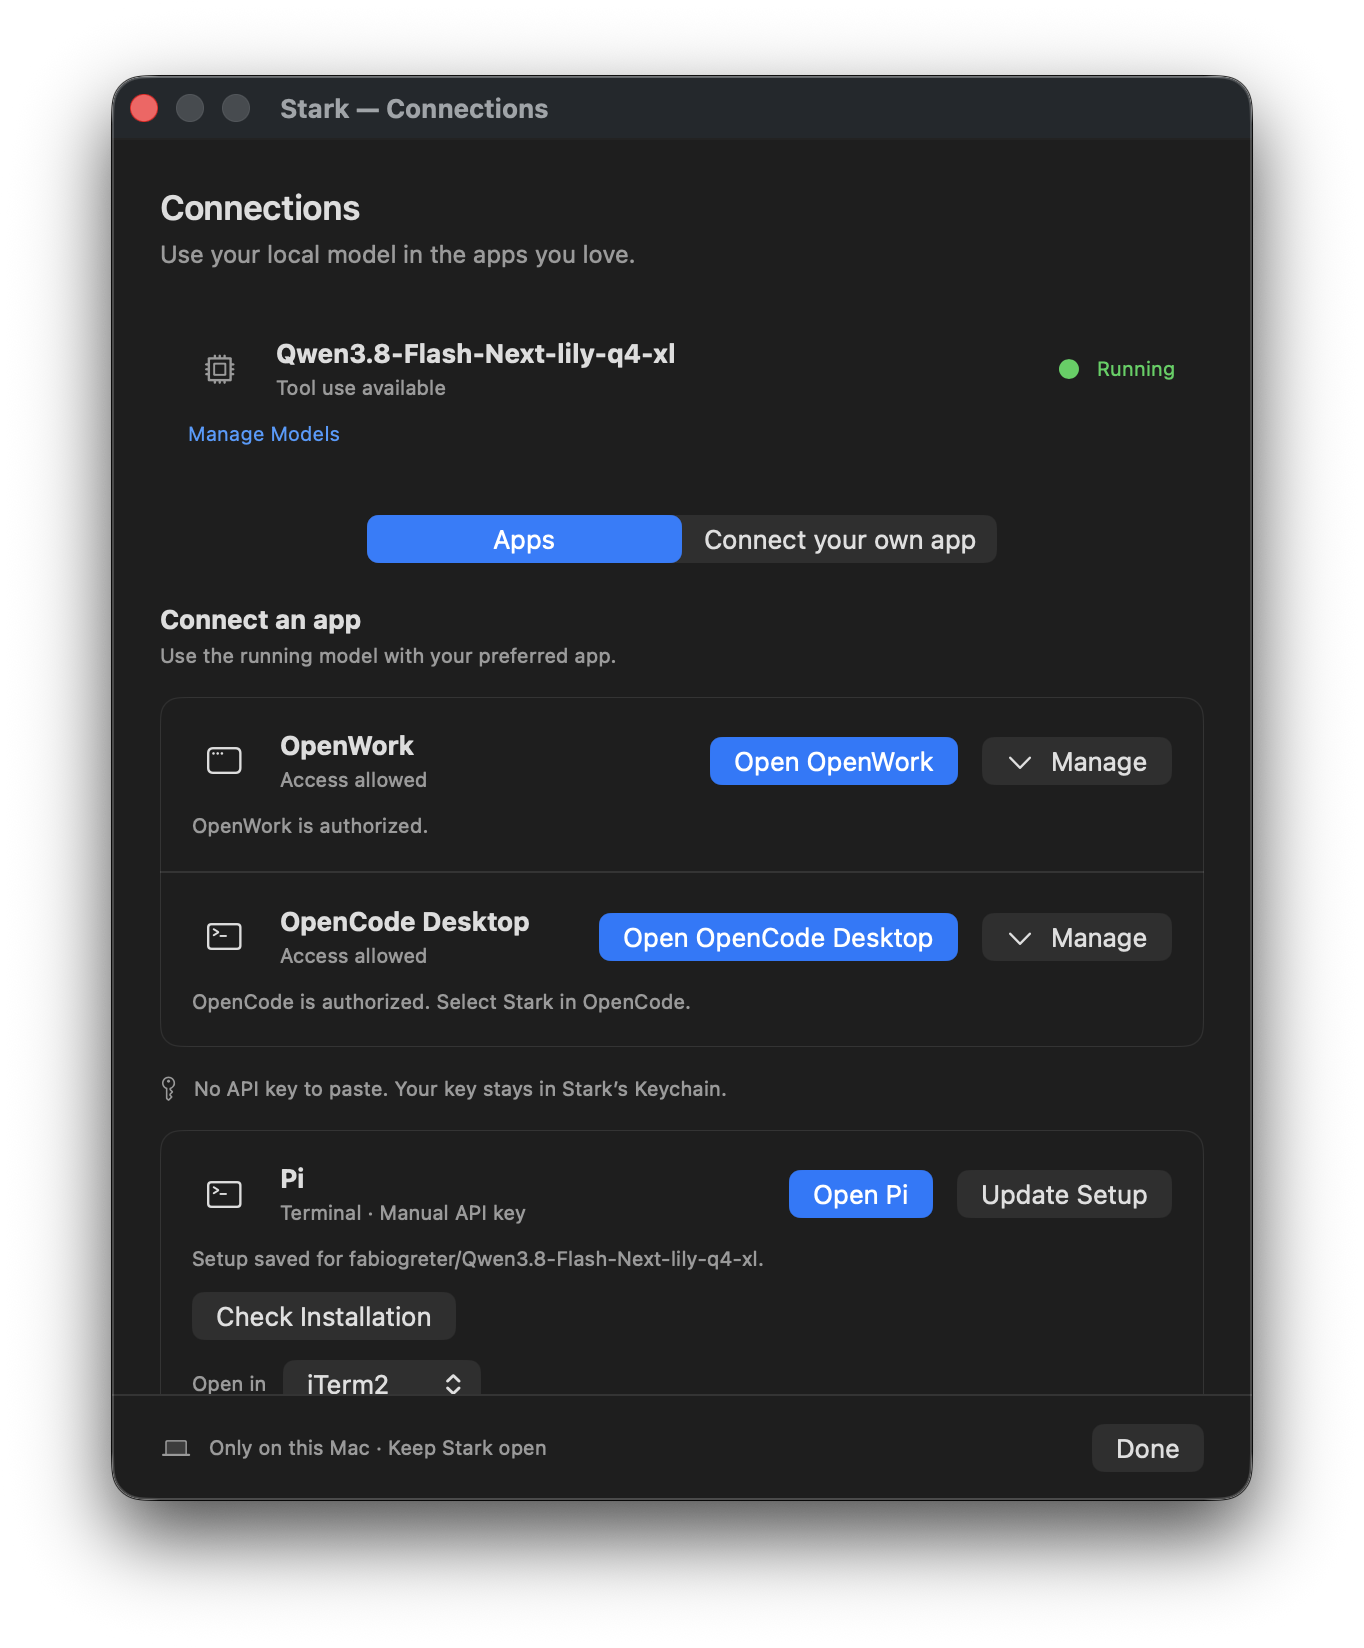 Stark — Connections
Connections
Use your local model in the apps you love.
Qwen3.8-Flash-Next-lily-q4-xl
Tool use available
Running
Manage Models
Apps
Connect your own app
Connect an app
Use the running model with your preferred app.
OpenWork
Access allowed
Open OpenWork
Manage
OpenWork is authorized.
OpenCode Desktop
Access allowed
Open OpenCode Desktop
Manage
OpenCode is authorized. Select Stark in OpenCode.
No API key to paste. Your key stays in Stark’s Keychain.
Pi
Terminal · Manual API key
Open Pi
Update Setup
Setup saved for fabiogreter/Qwen3.8-Flash-Next-lily-q4-xl.
Check Installation
Open in
iTerm2
Only on this Mac · Keep Stark open
Done